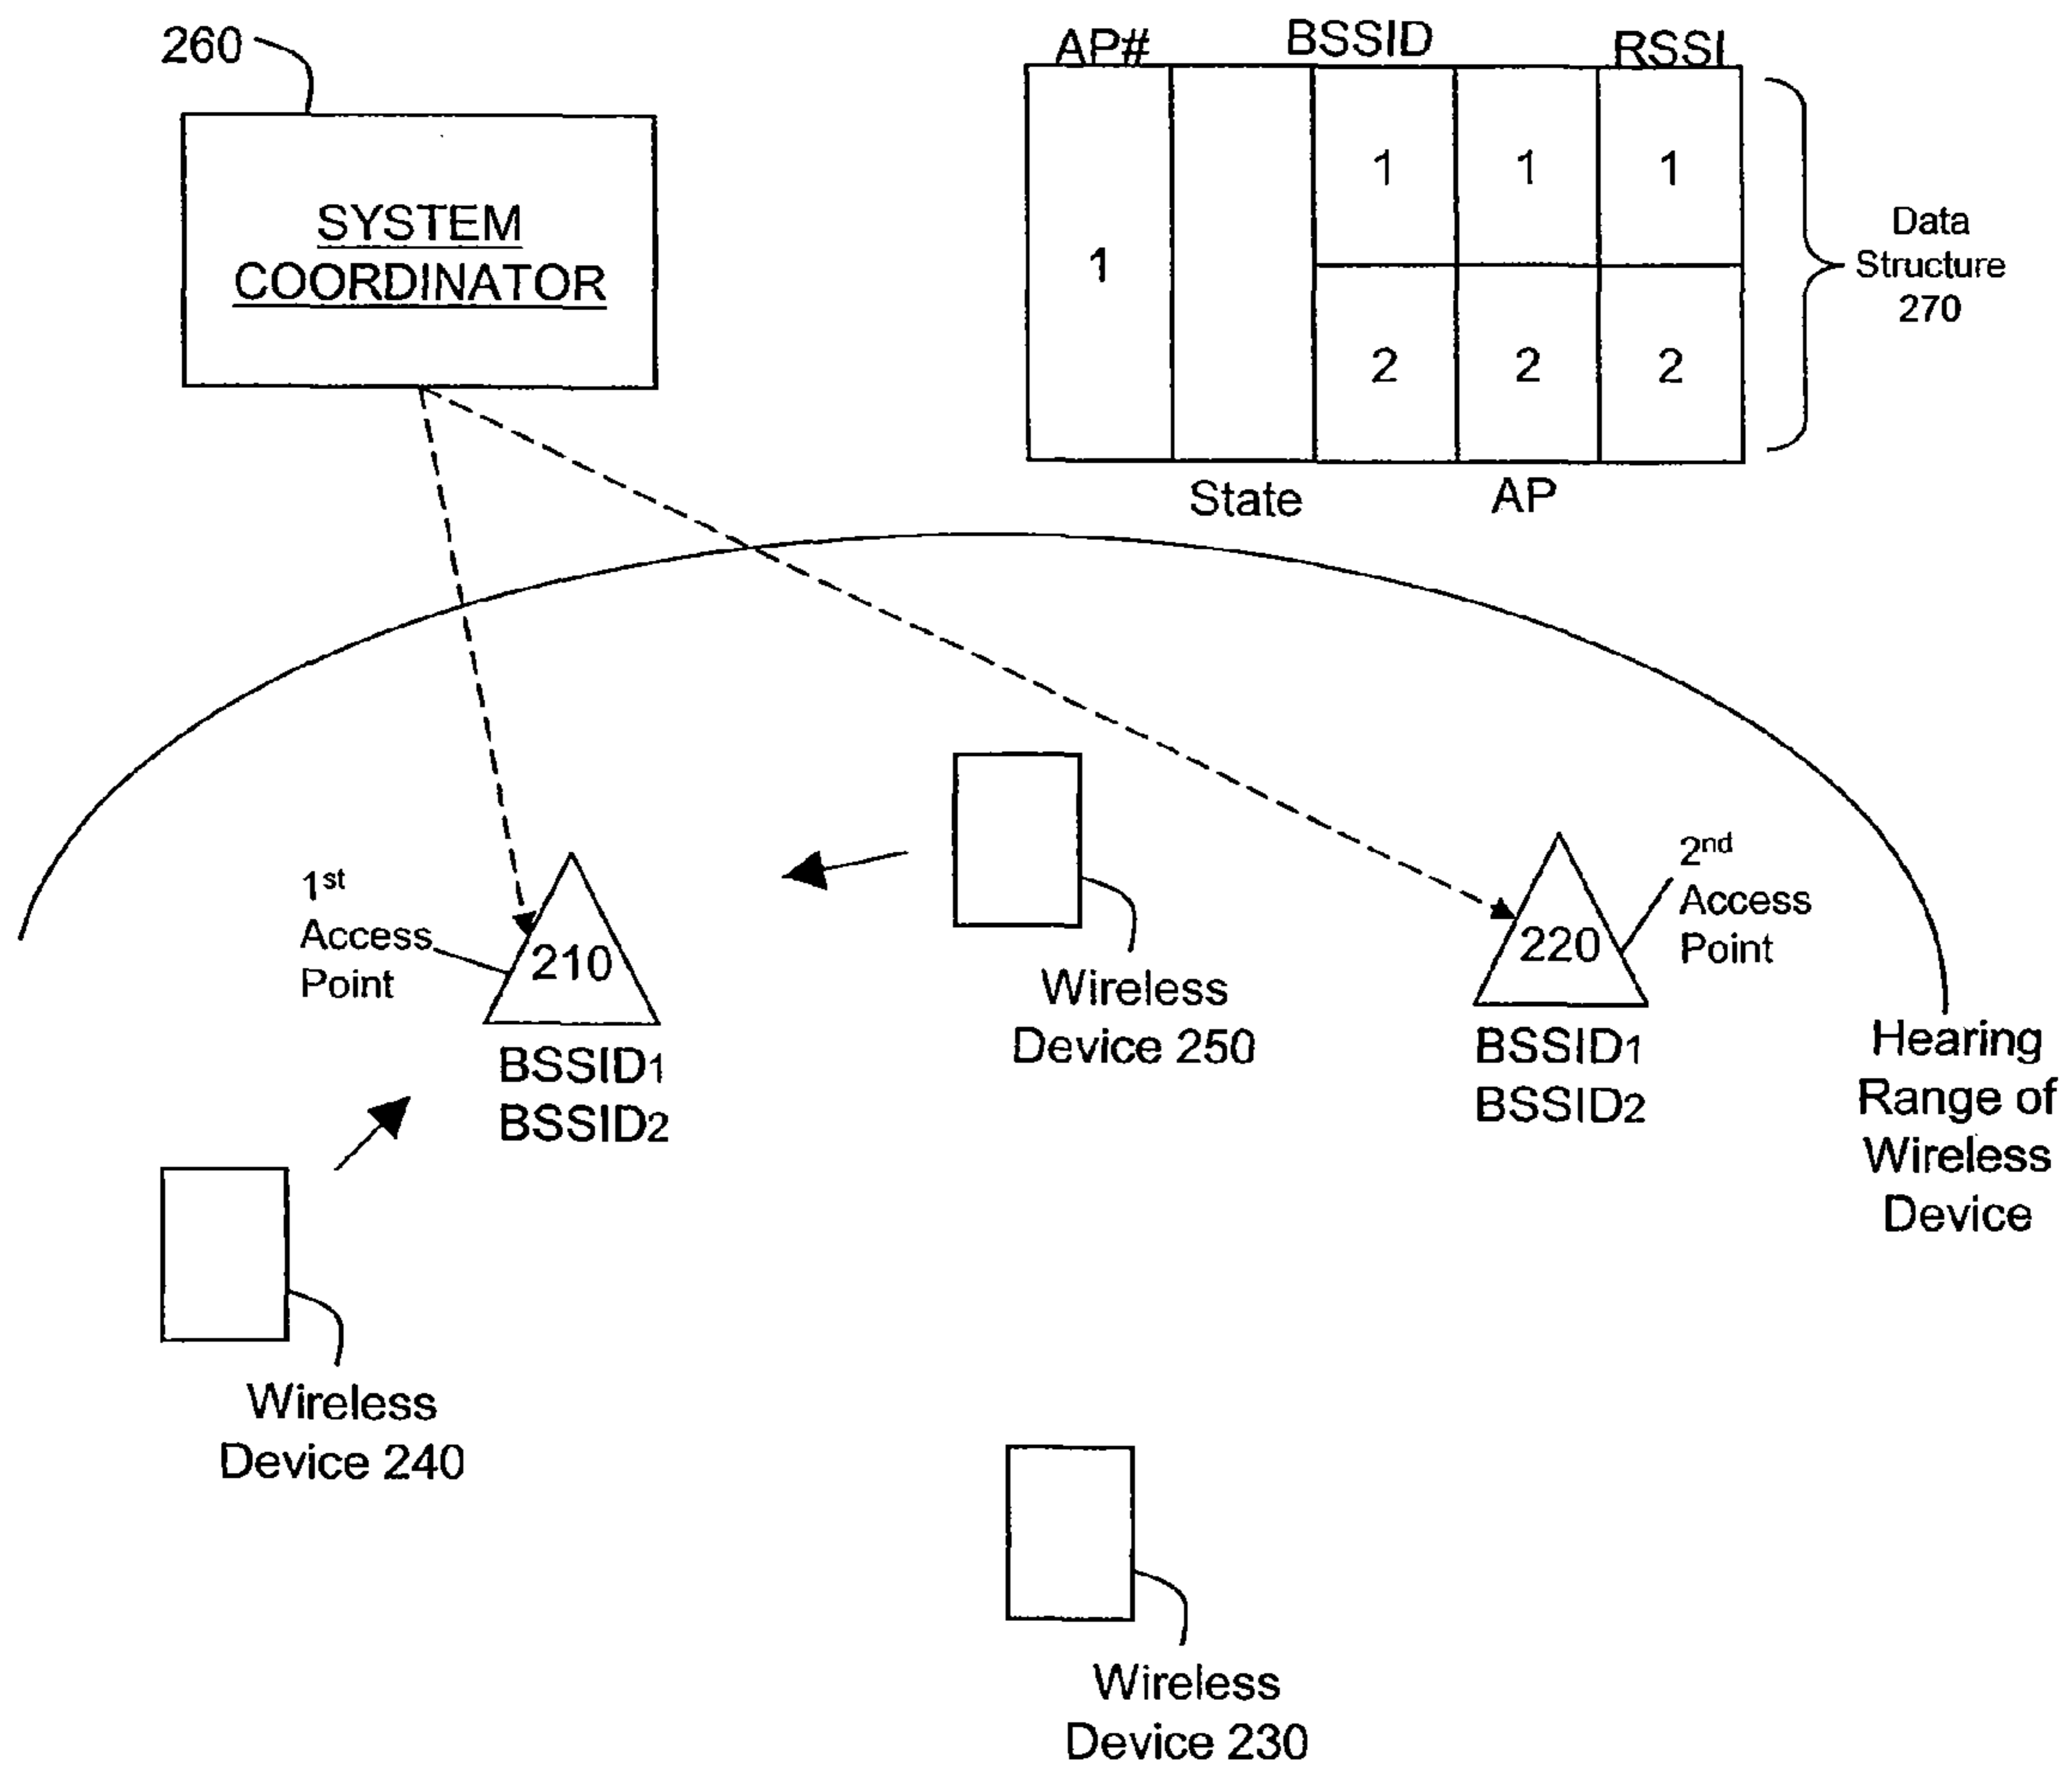 260
SYSTEM
COORDINATOR
AP#
BSSID
RSSI
1
1
1
1
2
2
2
State
AP
Data
Structure
270
1st
Access
Point
210
BSSID1
BSSID2
Wireless
Device 250
220
2nd
Access
Point
BSSID1
BSSID2
Hearing
Range of
Wireless
Device
Wireless
Device 240
Wireless
Device 230